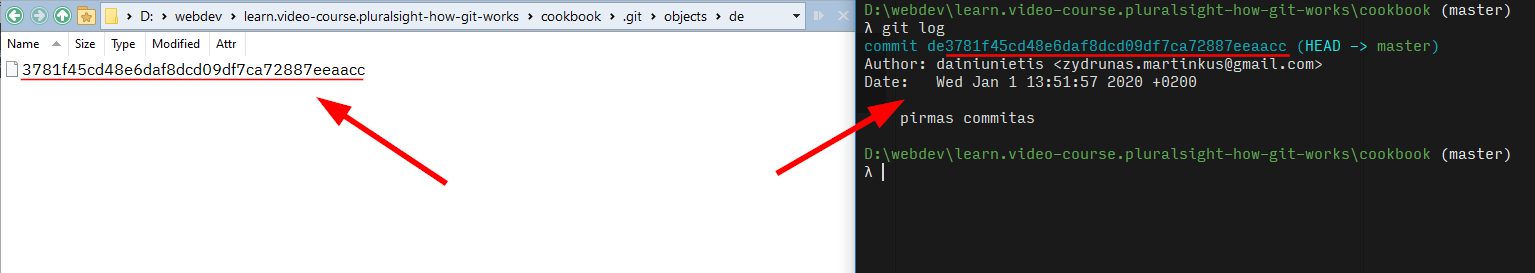 D: webdev learn.video-course.pluralsight-how-git-works cookbook .git objects de
Name Size Type Modified Attr
3781f45cd48e6daf8dcd09df7ca72887eeaacc
D:\webdev\learn.video-course.pluralsight-how-git-works\cookbook (master)
λ git log
commit de3781f45cd48e6daf8dcd09df7ca72887eeaacc (HEAD -> master)
Author: dainiunietis <zydrunas.martinkus@gmail.com>
Date:   Wed Jan 1 13:51:57 2020 +0200
pirmas commitas
D:\webdev\learn.video-course.pluralsight-how-git-works\cookbook (master)
λ